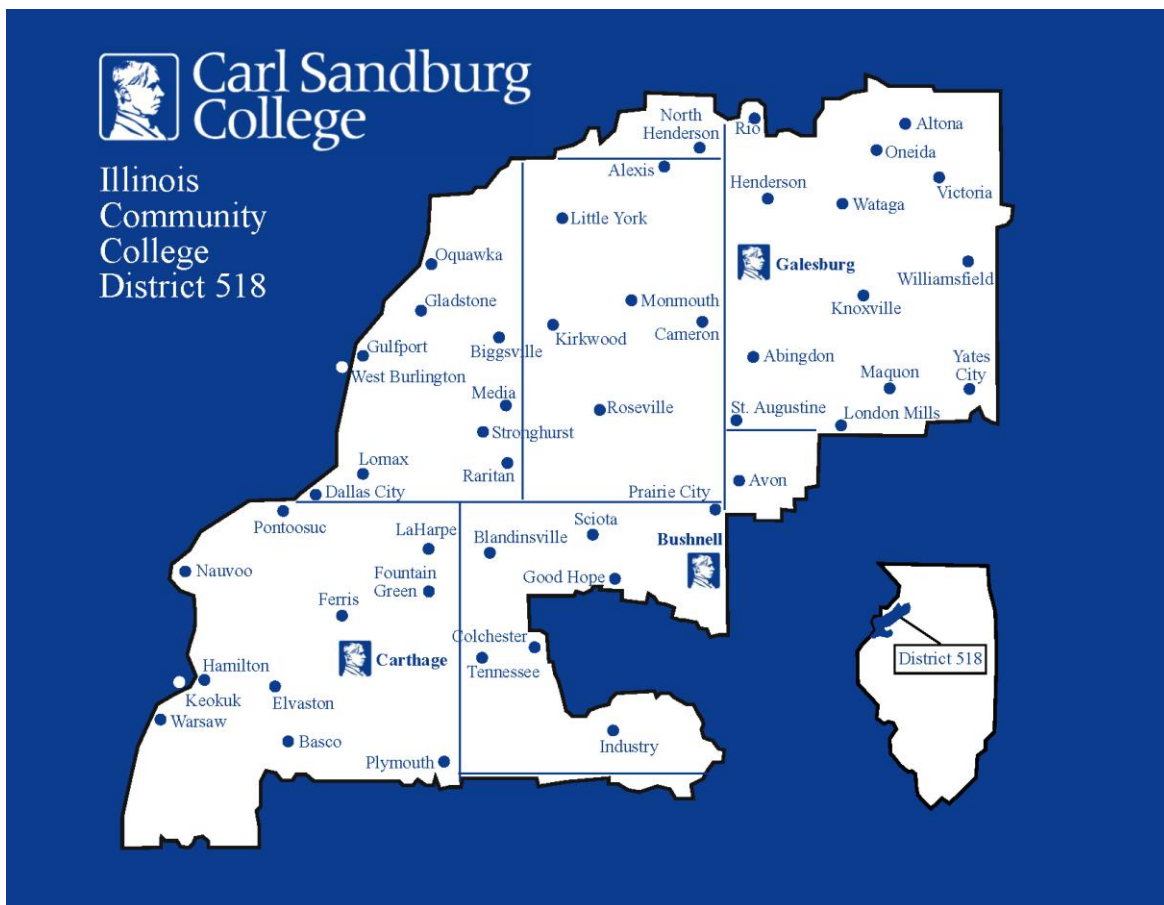 Carl Sandburg
College
Illinois
Community
College
District 518
North
Henderson
Rio
Altona
Oneida
Alexis
Henderson
Victoria
Wataga
Little York
Oquawka
Galesburg
Williamsfield
Gladstone
Monmouth
Knoxville
Kirkwood
Cameron
Gulfport
Biggsville
Abingdon
West Burlington
Maquon
Yates
City
Media
Roseville
St. Augustine
London Mills
Stronghurst
Lomax
Raritan
Dallas City
Prairie City
Avon
Pontoosuc
LaHarpe
Sciota
Blandinsville
Bushnell
Nauvoo
Fountain
Green
Good Hope
Ferris
Colchester
Carthage
Tennessee
District 518
Hamilton
Keokuk
Elvaston
Warsaw
Basco
Industry
Plymouth